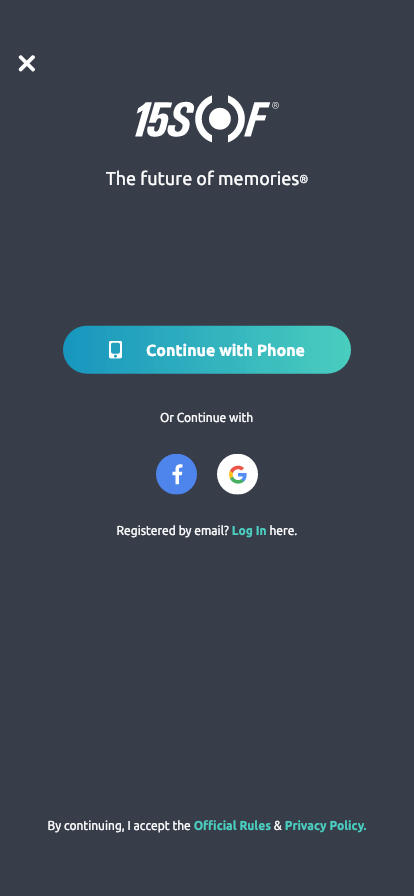 15SOF®
The future of memories®
Continue with Phone
Or Continue with
Registered by email? Log In here.
By continuing, I accept the Official Rules & Privacy Policy.